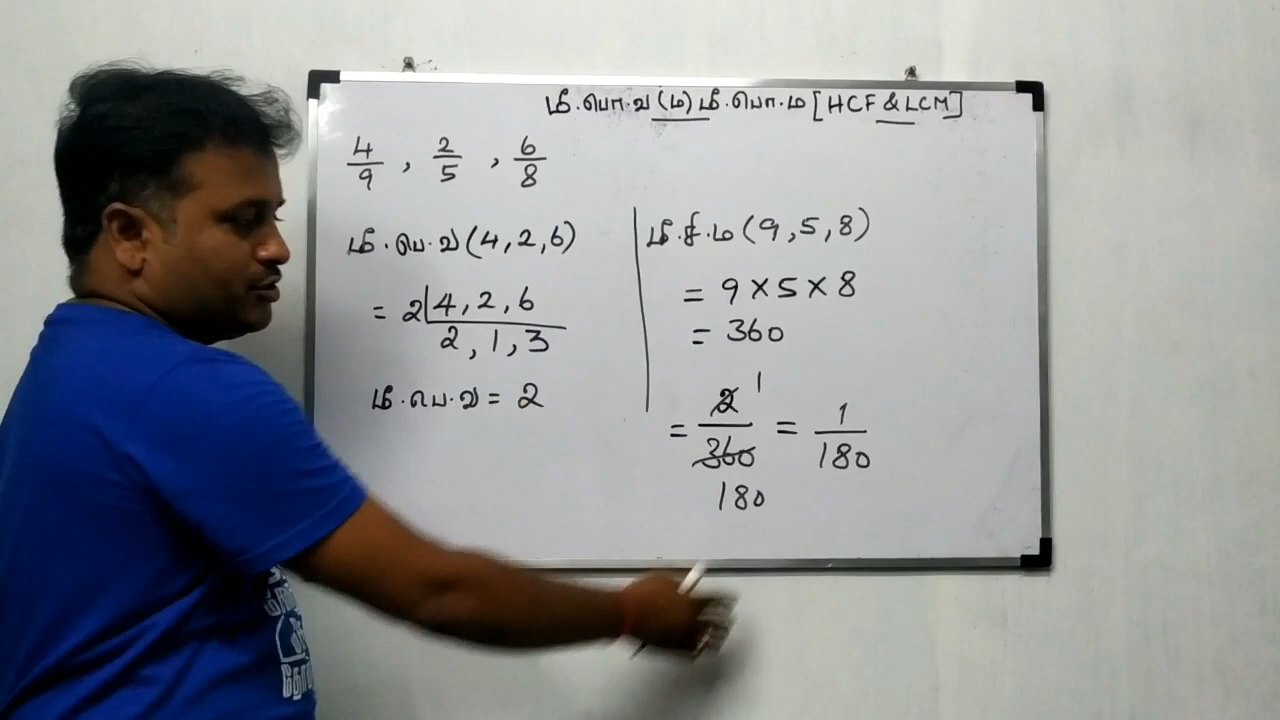 மீ.பொ.வ (ம) மீ.பொ.ம [HCF & LCM]
4/9 , 2/5 , 6/8
மீ.பெ.வ (4, 2, 6)
= 2 | 4, 2, 6
2, 1, 3
மீ.பெ.வ = 2
மீ.சி.ம (9, 5, 8)
= 9 × 5 × 8
= 360
= 2/360 = 1/180
1
180